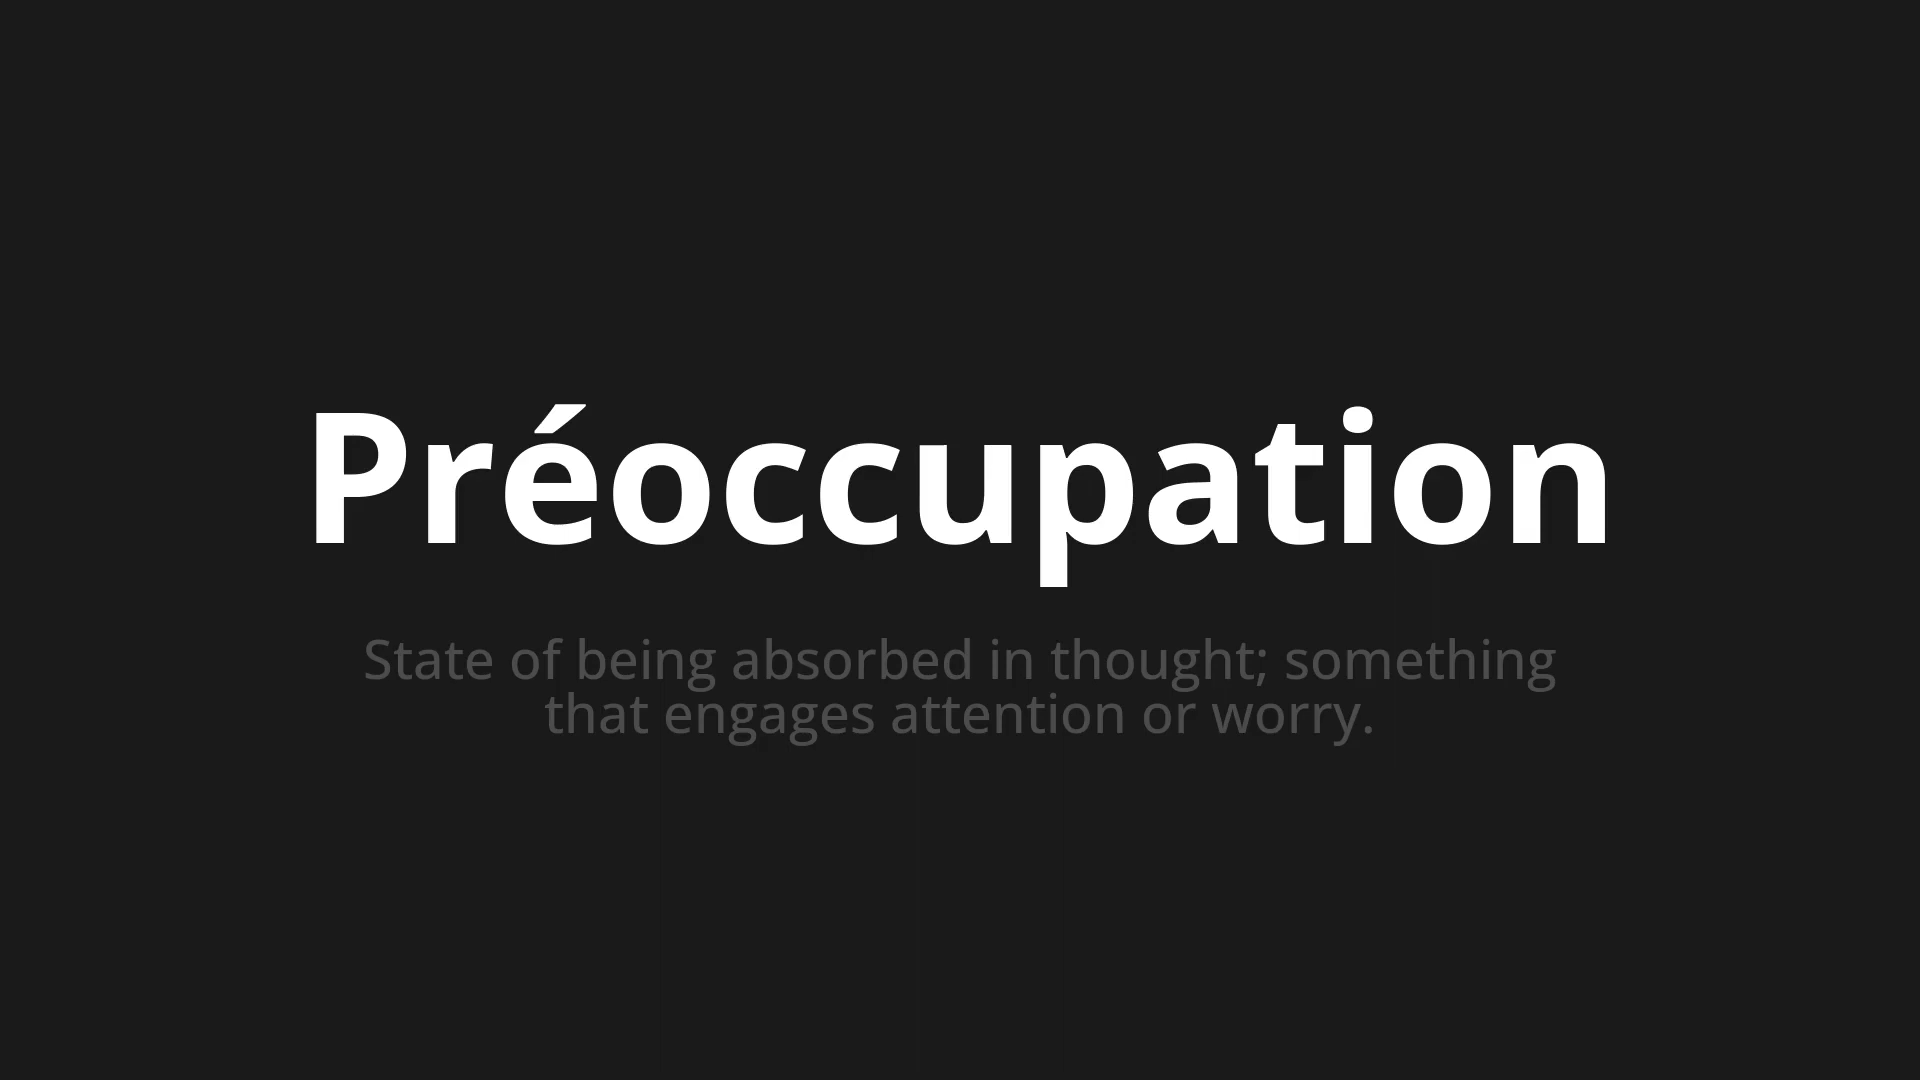 Préoccupation
State of being absorbed in thought; something
that engages attention or worry.